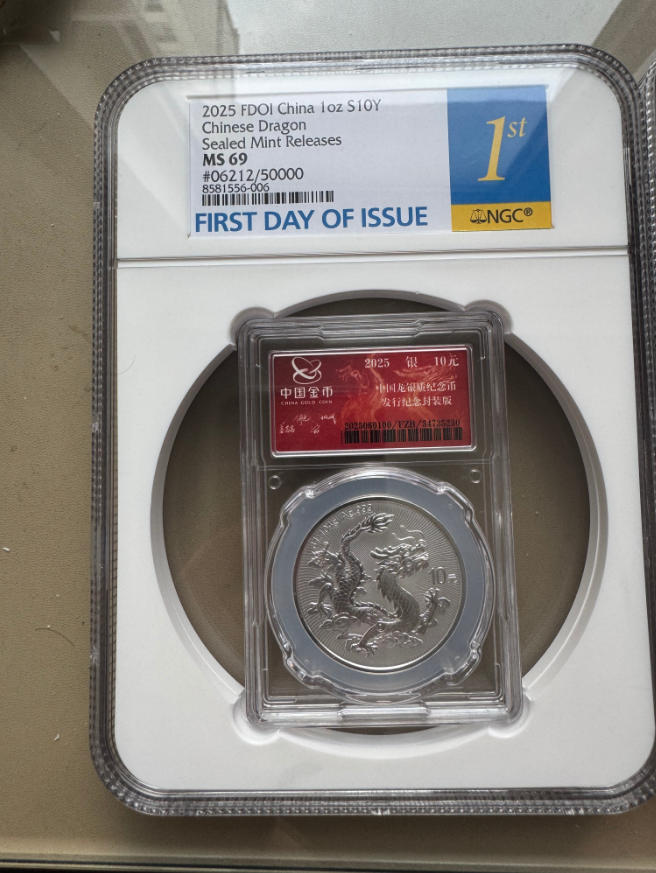 2025 FDOI China 1oz S10Y
Chinese Dragon
Sealed Mint Releases
MS 69
#06212/50000
8581556-006
FIRST DAY OF ISSUE
1st
NGC®
2025 银 10元
中国金币
CHINA GOLD COIN
中国龙银质纪念币
发行纪念封装版
10元